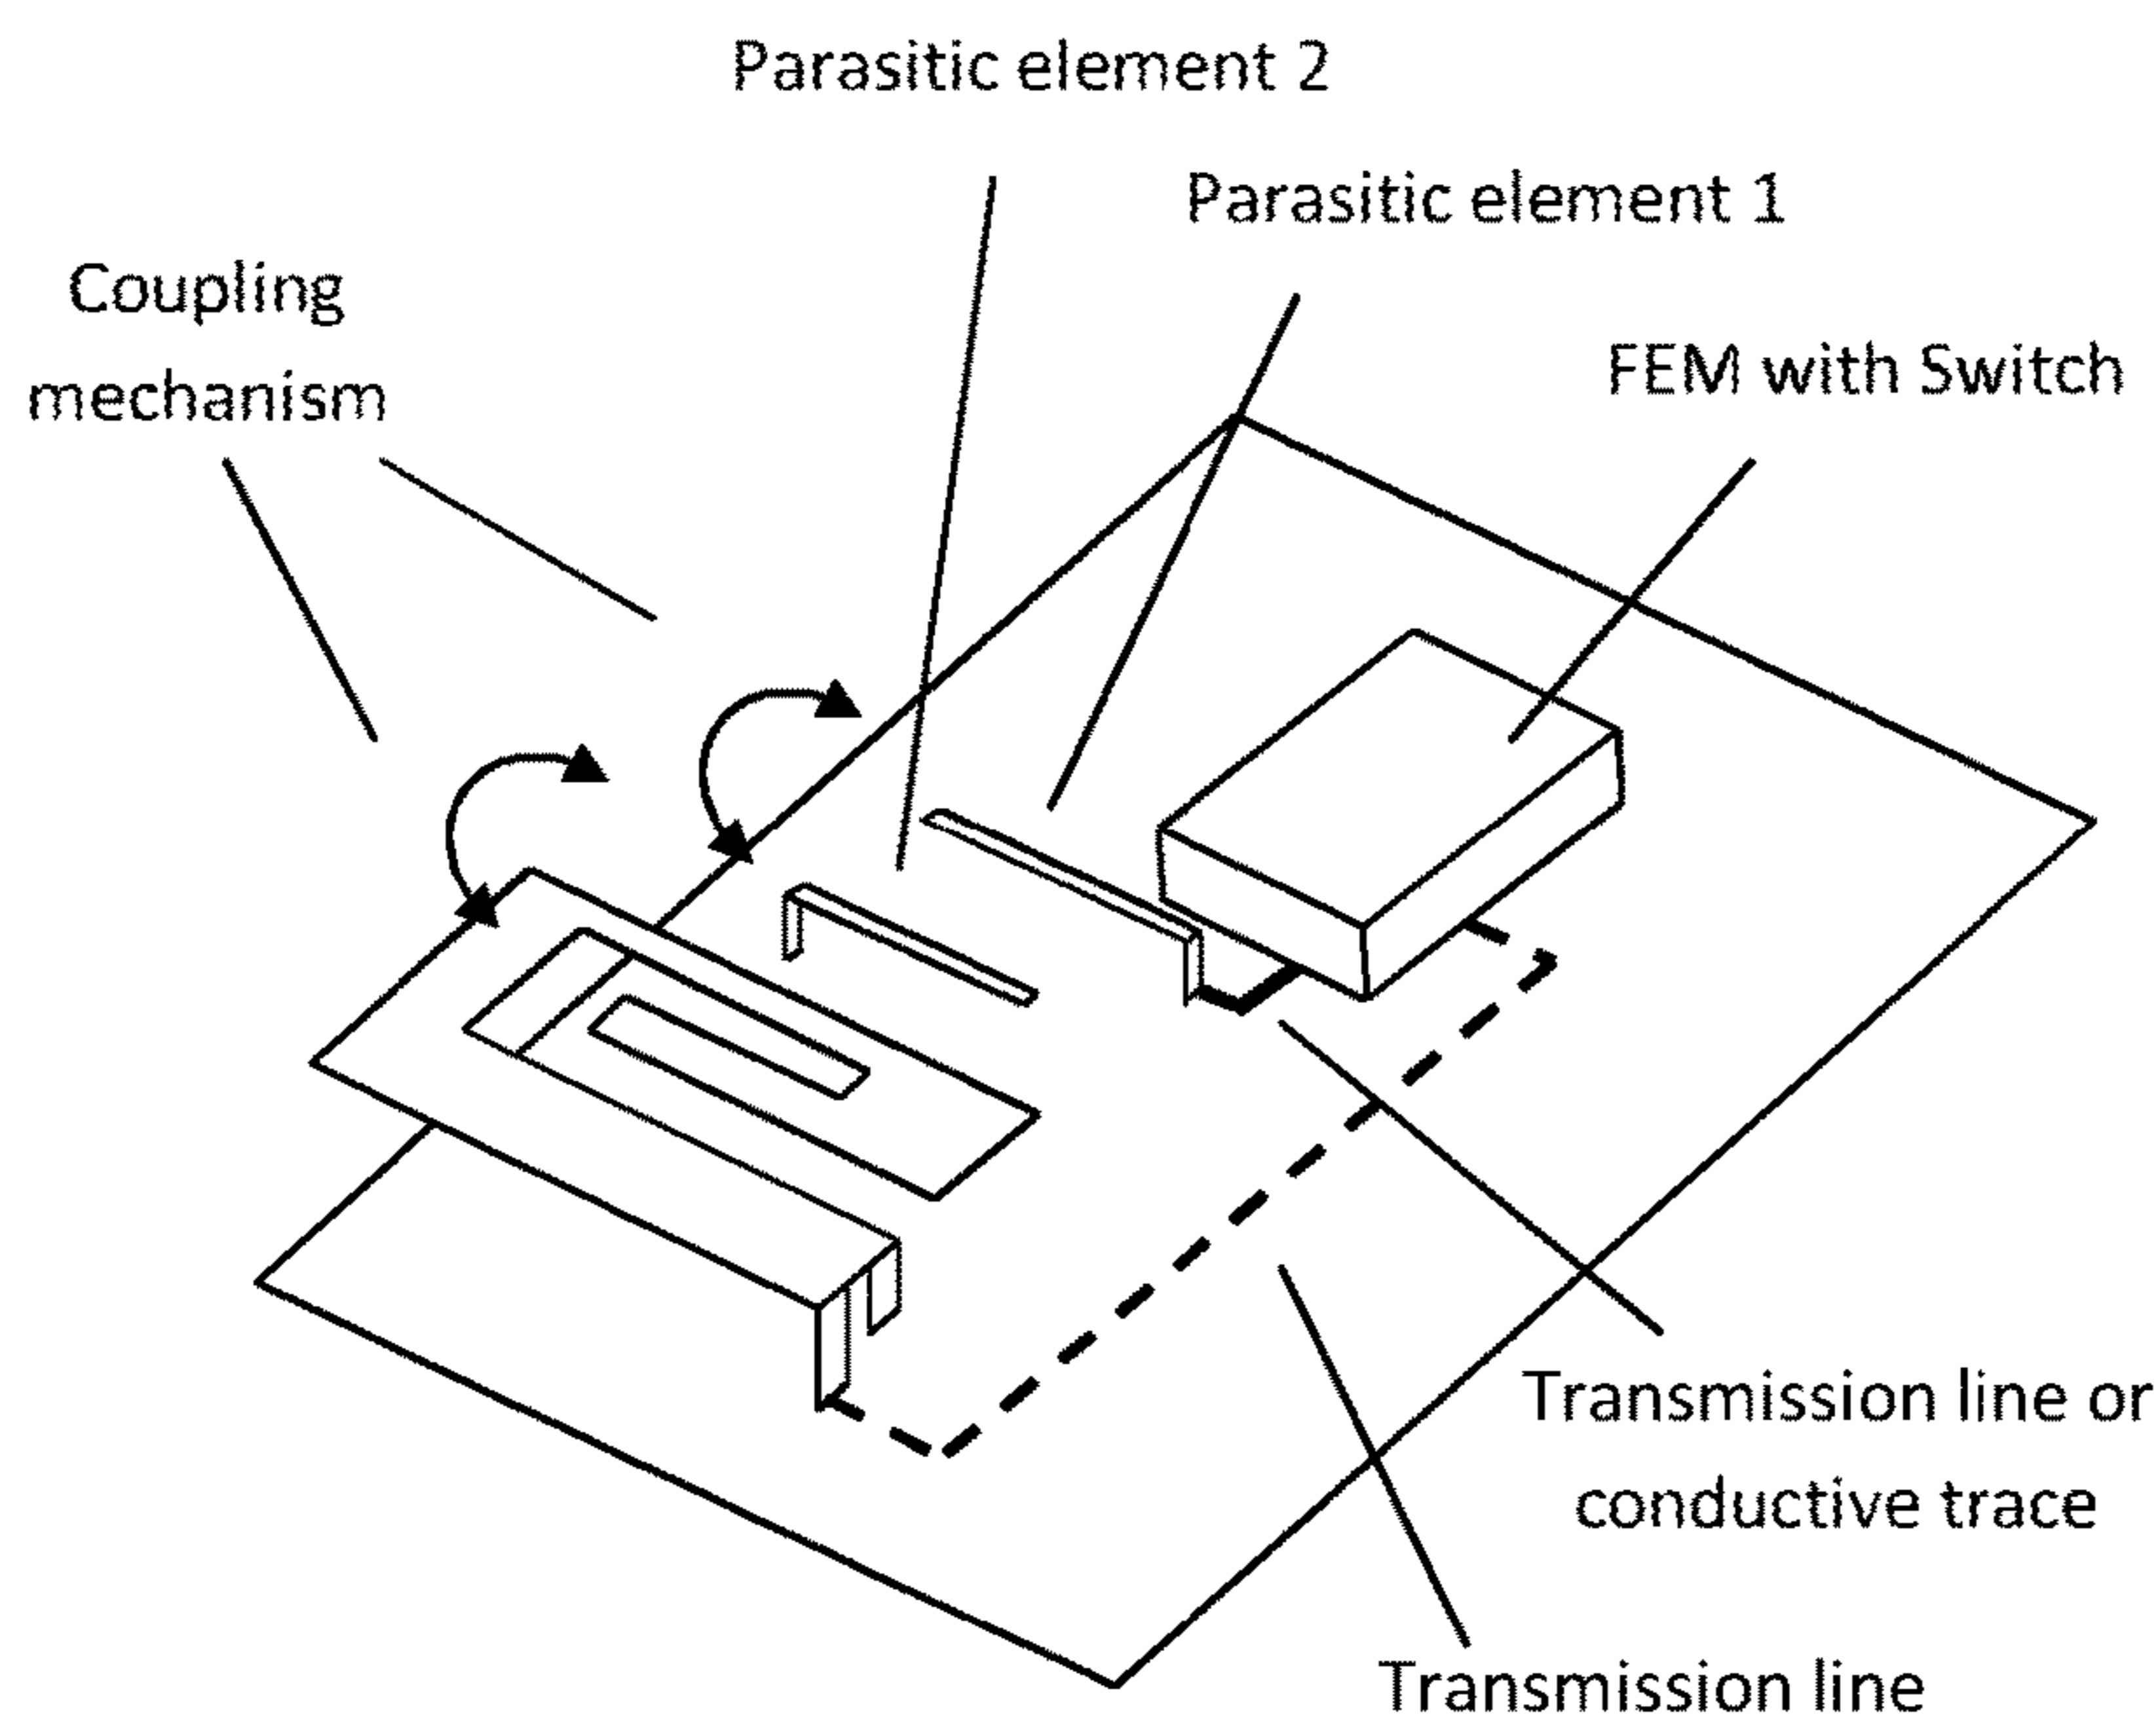 Parasitic element 2
Parasitic element 1
Coupling
mechanism
FEM with Switch
Transmission line or
conductive trace
Transmission line